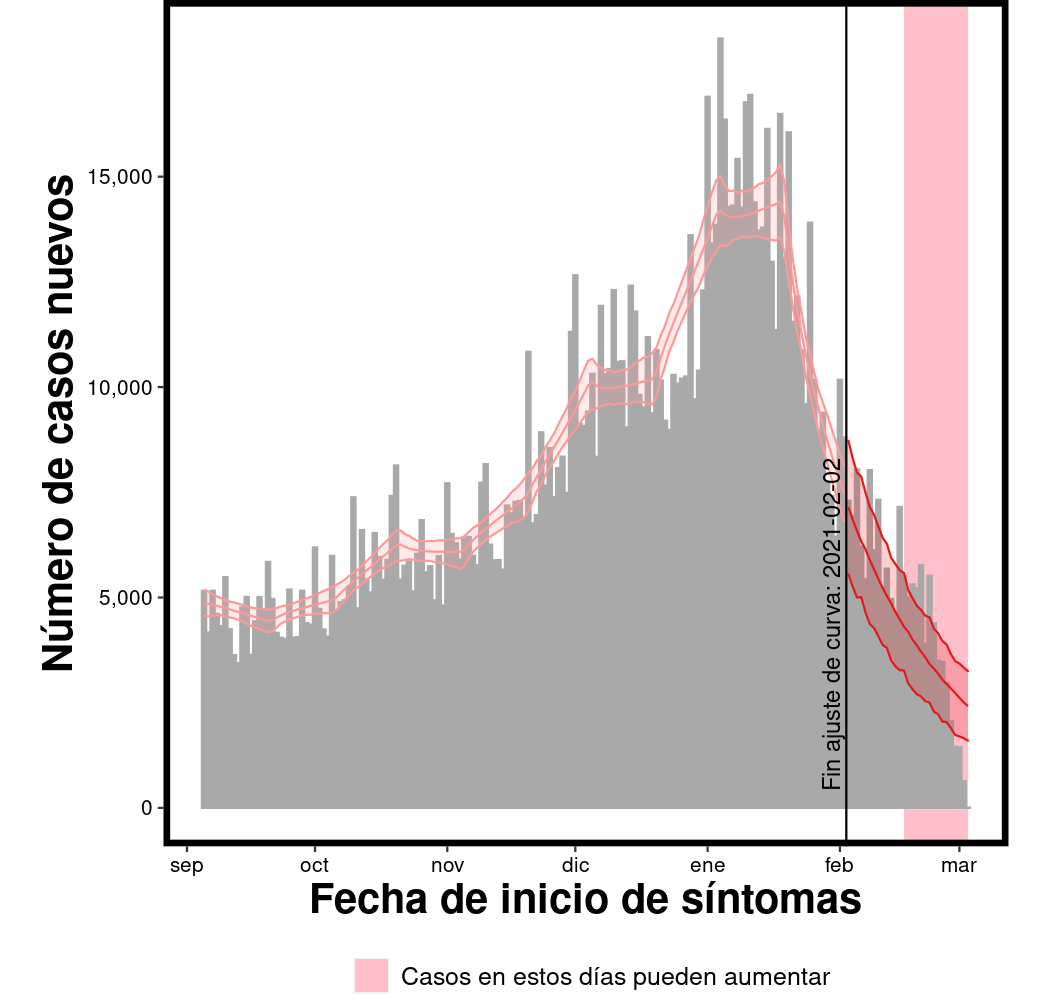 Número de casos nuevos
15,000
10,000
5,000
0
Fin ajuste de curva: 2021-02-02
sep oct nov dic ene feb mar
Fecha de inicio de síntomas
Casos en estos días pueden aumentar